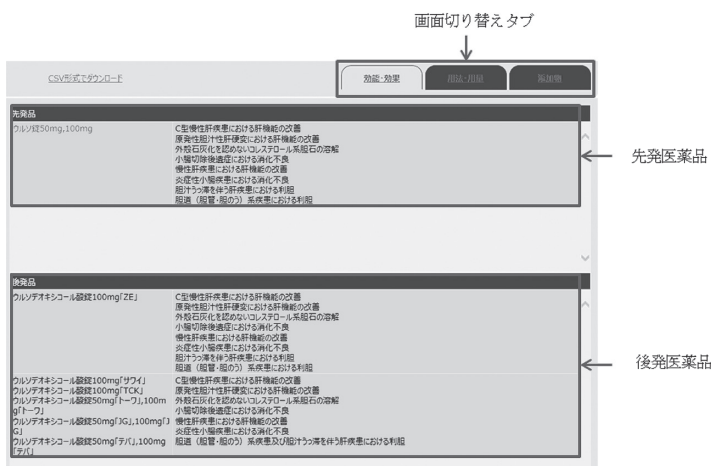 画面切り替えタブ
CSV形式でダウンロード
効能・効果
用法・用量
添加物
先発品
ウルソ錠50mg,100mg
C型慢性肝疾患における肝機能の改善
原発性胆汁性肝硬変における肝機能の改善
外殻石灰化を認めないコレステロール系胆石の溶解
小腸切除後遺症における消化不良
慢性肝疾患における肝機能の改善
炎症性小腸疾患における消化不良
胆汁うっ滞を伴う肝疾患における利胆
胆道（胆管・胆のう）系疾患における利胆
先発医薬品
後発品
ウルソデオキシコール酸錠100mg「ZE」
C型慢性肝疾患における肝機能の改善
原発性胆汁性肝硬変における肝機能の改善
外殻石灰化を認めないコレステロール系胆石の溶解
小腸切除後遺症における消化不良
慢性肝疾患における肝機能の改善
炎症性小腸疾患における消化不良
胆汁うっ滞を伴う肝疾患における利胆
胆道（胆管・胆のう）系疾患における利胆
後発医薬品
ウルソデオキシコール酸錠100mg「サワイ」
ウルソデオキシコール酸錠100mg「TCK」
ウルソデオキシコール酸錠50mg「トーワ」,100m
g「トーワ」
ウルソデオキシコール酸錠50mg「JG」,100mg「J
G」
ウルソデオキシコール酸錠50mg「テバ」,100mg
「テバ」
C型慢性肝疾患における肝機能の改善
原発性胆汁性肝硬変における肝機能の改善
外殻石灰化を認めないコレステロール系胆石の溶解
小腸切除後遺症における消化不良
慢性肝疾患における肝機能の改善
炎症性小腸疾患における消化不良
胆道（胆管・胆のう）系疾患及び胆汁うっ滞を伴う肝疾患における利胆